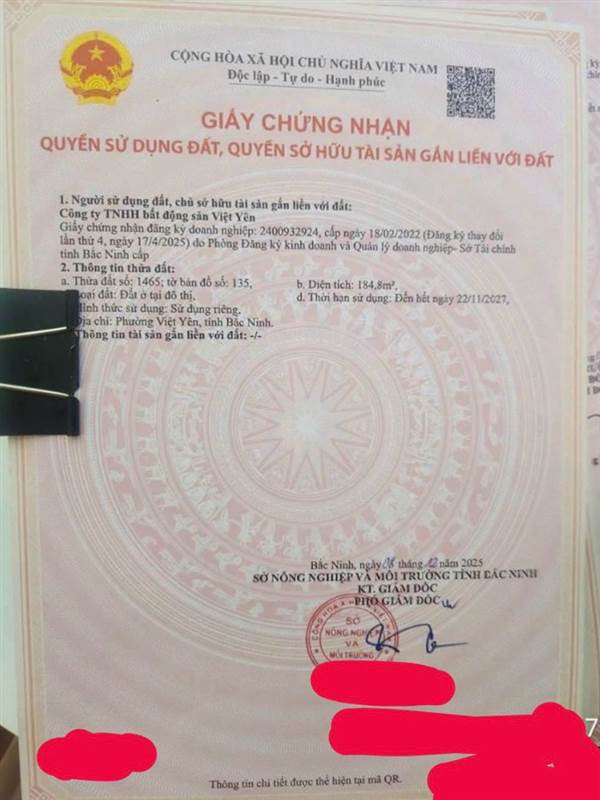 CỘNG HÒA XÃ HỘI CHỦ NGHĨA VIỆT NAM
Độc lập - Tự do - Hạnh phúc
GIẤY CHỨNG NHẬN
QUYỀN SỬ DỤNG ĐẤT, QUYỀN SỞ HỮU TÀI SẢN GẮN LIỀN VỚI ĐẤT
1. Người sử dụng đất, chủ sở hữu tài sản gắn liền với đất:
Công ty TNHH bất động sản Việt Yên
Giấy chứng nhận đăng ký doanh nghiệp: 2400932924, cấp ngày 18/02/2022 (Đăng ký thay đổi
lần thứ 4, ngày 17/4/2025) do Phòng Đăng ký kinh doanh và Quản lý doanh nghiệp- Sở Tài chính
tỉnh Bắc Ninh cấp
2. Thông tin thửa đất:
a. Thửa đất số: 1465; tờ bản đồ số: 135, b. Diện tích: 184,8m²,
oại đất: Đất ở tại đô thị, d. Thời hạn sử dụng: Đến hết ngày 22/11/2027,
Hình thức sử dụng: Sử dụng riêng,
Địa chỉ: Phường Việt Yên, tỉnh Bắc Ninh.
Thông tin tài sản gắn liền với đất: -/-
Bắc Ninh, ngày 08 tháng 12 năm 2025
SỞ NÔNG NGHIỆP VÀ MÔI TRƯỜNG TỈNH BẮC NINH
KT. GIÁM ĐỐC
PHÓ GIÁM ĐỐC
SỞ
NÔNG NGHIỆP
VÀ
MÔI TRƯỜNG
7
Thông tin chi tiết được thể hiện tại mã QR.